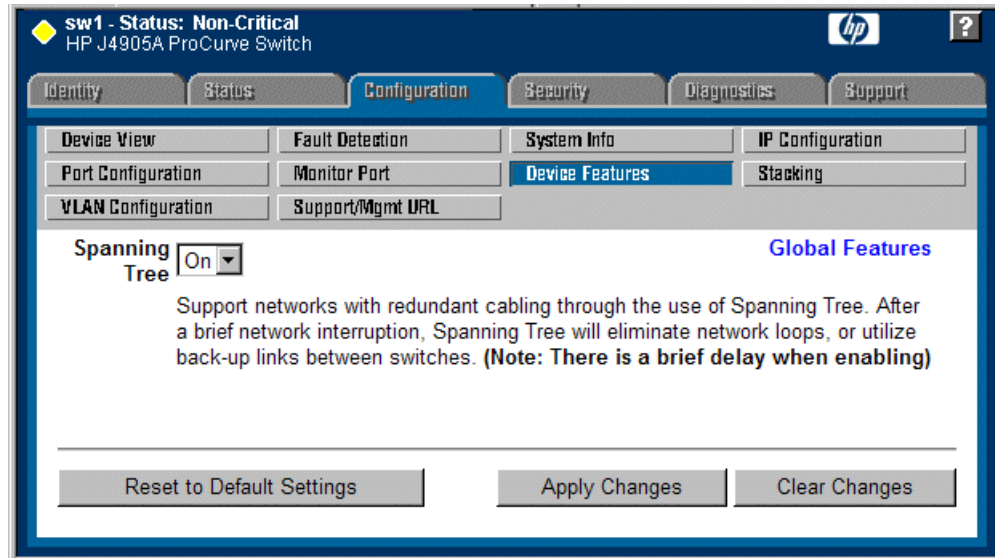 sw1 - Status: Non-Critical
HP J4905A ProCurve Switch
hp
?
Identity Status Configuration Security Diagnostics Support
Device View Fault Detection System Info IP Configuration
Port Configuration Monitor Port Device Features Stacking
VLAN Configuration Support/Mgmt URL
Spanning Tree On Global Features
Support networks with redundant cabling through the use of Spanning Tree. After
a brief network interruption, Spanning Tree will eliminate network loops, or utilize
back-up links between switches. (Note: There is a brief delay when enabling)
Reset to Default Settings Apply Changes Clear Changes